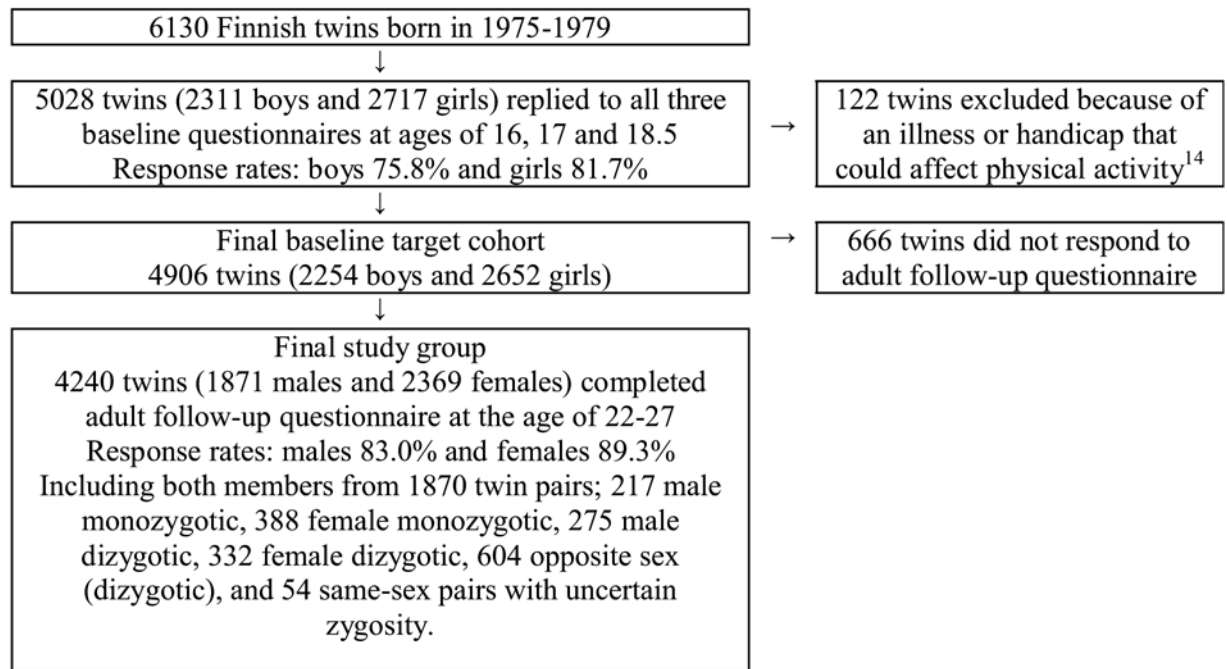 6130 Finnish twins born in 1975-1979
↓
5028 twins (2311 boys and 2717 girls) replied to all three
baseline questionnaires at ages of 16, 17 and 18.5
Response rates: boys 75.8% and girls 81.7%
→
122 twins excluded because of
an illness or handicap that
could affect physical activity14
↓
Final baseline target cohort
4906 twins (2254 boys and 2652 girls)
→
666 twins did not respond to
adult follow-up questionnaire
↓
Final study group
4240 twins (1871 males and 2369 females) completed
adult follow-up questionnaire at the age of 22-27
Response rates: males 83.0% and females 89.3%
Including both members from 1870 twin pairs; 217 male
monozygotic, 388 female monozygotic, 275 male
dizygotic, 332 female dizygotic, 604 opposite sex
(dizygotic), and 54 same-sex pairs with uncertain
zygosity.